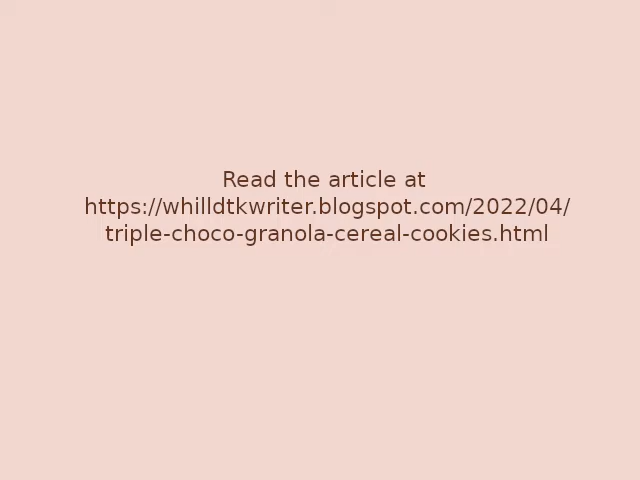 Read the article at
https://whilldtkwriter.blogspot.com/2022/04/
triple-choco-granola-cereal-cookies.html